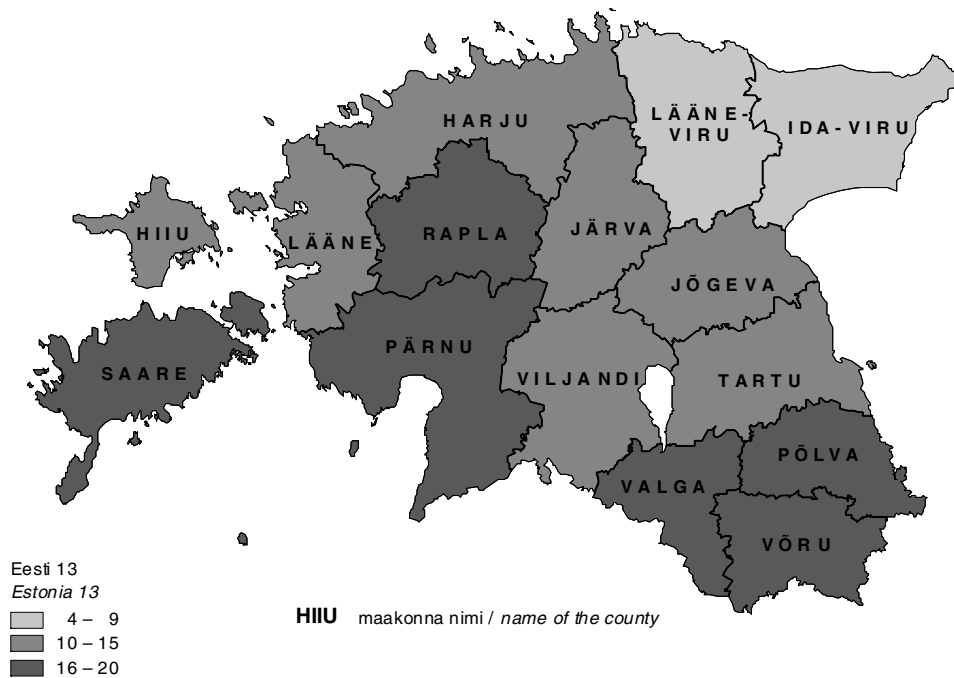 HARJU
LÄÄNE-
VIRU
IDA-VIRU
HIIU
LÄÄNE
RAPLA
JÄRVA
JÕGEVA
SAARE
PÄRNU
VILJANDI
TARTU
PÕLVA
VALGA
VÕRU
Eesti 13
Estonia 13
4 – 9
10 – 15
16 – 20
HIIU maakonna nimi / name of the county